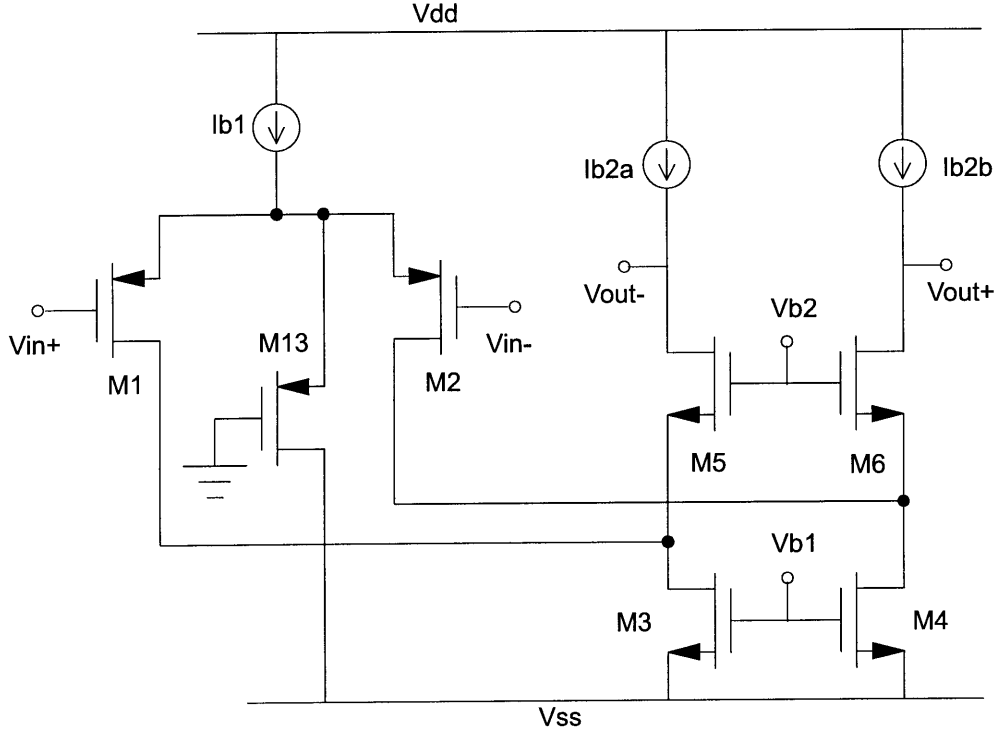 Vdd
Ib1
Ib2a
Ib2b
Vout-
Vout+
Vin+
M13
Vin-
Vb2
M1
M2
M5
M6
Vb1
M3
M4
Vss